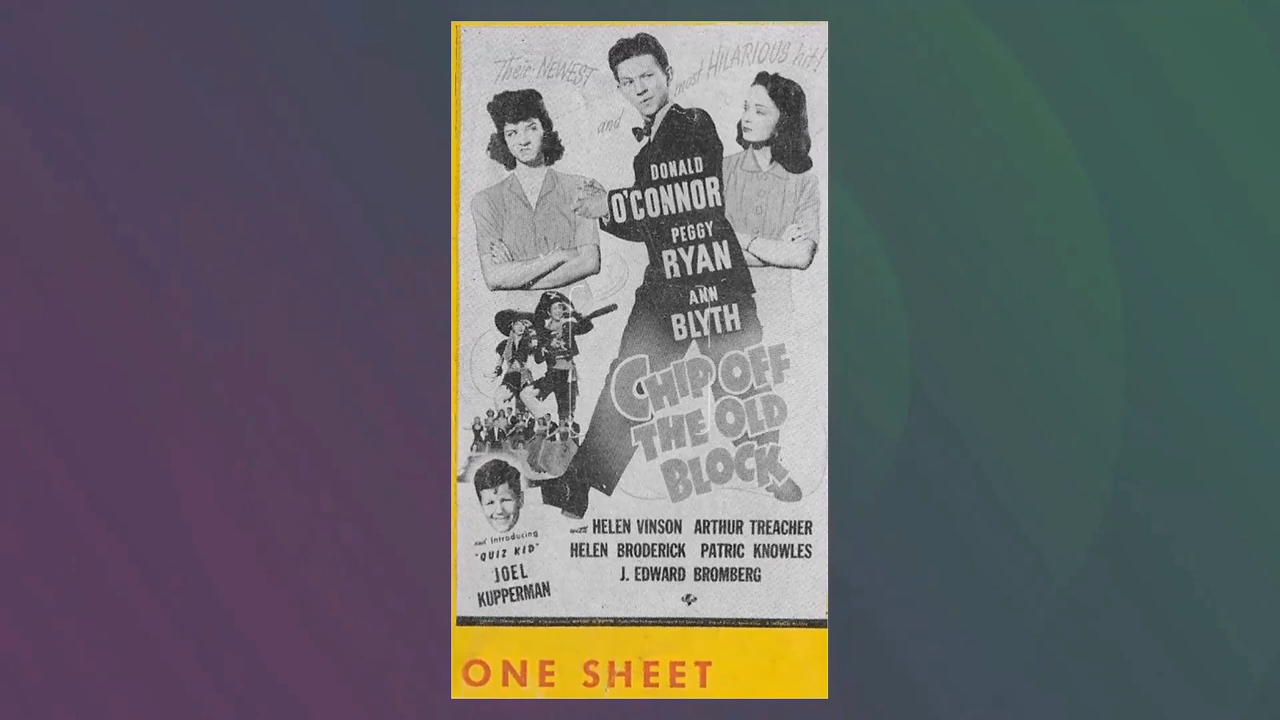 Their NEWEST
and
most HILARIOUS hit!
DONALD
O'CONNOR
PEGGY
RYAN
ANN
BLYTH
CHIP OFF
THE OLD
BLOCK
with HELEN VINSON ARTHUR TREACHER
HELEN BRODERICK PATRIC KNOWLES
J. EDWARD BROMBERG
and Introducing
"QUIZ KID"
JOEL
KUPPERMAN
ONE SHEET